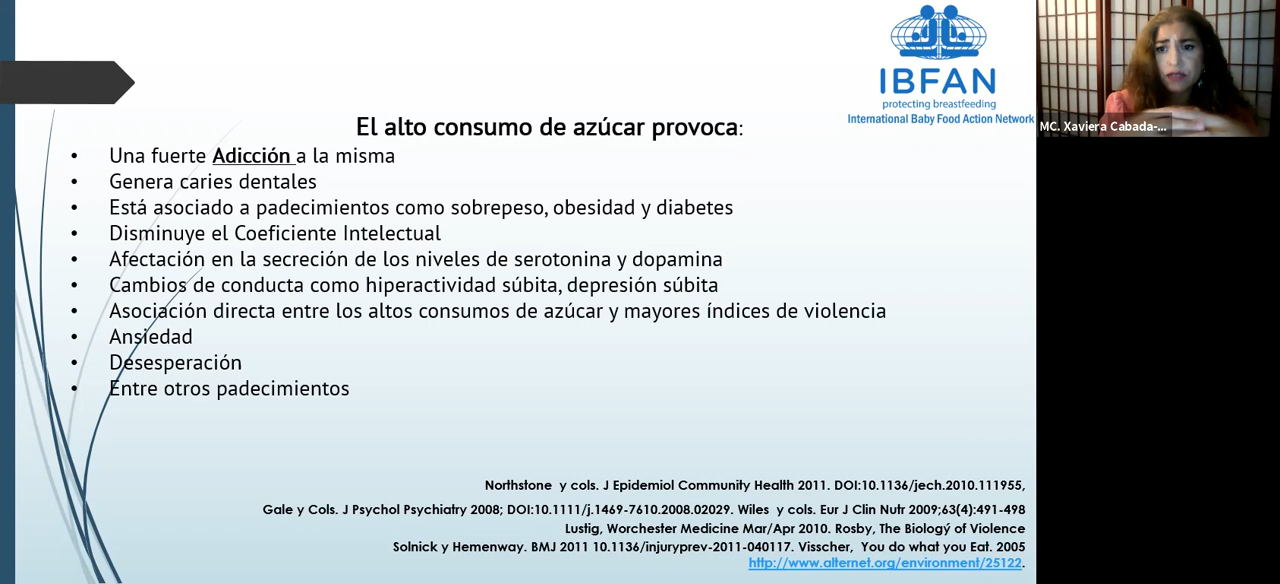 IBFAN
protecting breastfeeding
International Baby Food Action Network
MC. Xaviera Cabada-...
El alto consumo de azúcar provoca:
• Una fuerte Adicción a la misma
• Genera caries dentales
• Está asociado a padecimientos como sobrepeso, obesidad y diabetes
• Disminuye el Coeficiente Intelectual
• Afectación en la secreción de los niveles de serotonina y dopamina
• Cambios de conducta como hiperactividad súbita, depresión súbita
• Asociación directa entre los altos consumos de azúcar y mayores índices de violencia
• Ansiedad
• Desesperación
• Entre otros padecimientos
Northstone y cols. J Epidemiol Community Health 2011. DOI:10.1136/jech.2010.111955,
Gale y Cols. J Psychol Psychiatry 2008; DOI:10.1111/j.1469-7610.2008.02029. Wiles y cols. Eur J Clin Nutr 2009;63(4):491-498
Lustig, Worchester Medicine Mar/Apr 2010. Rosby, The Biologý of Violence
Solnick y Hemenway. BMJ 2011 10.1136/injuryprev-2011-040117. Visscher, You do what you Eat. 2005
http://www.alternet.org/environment/25122.